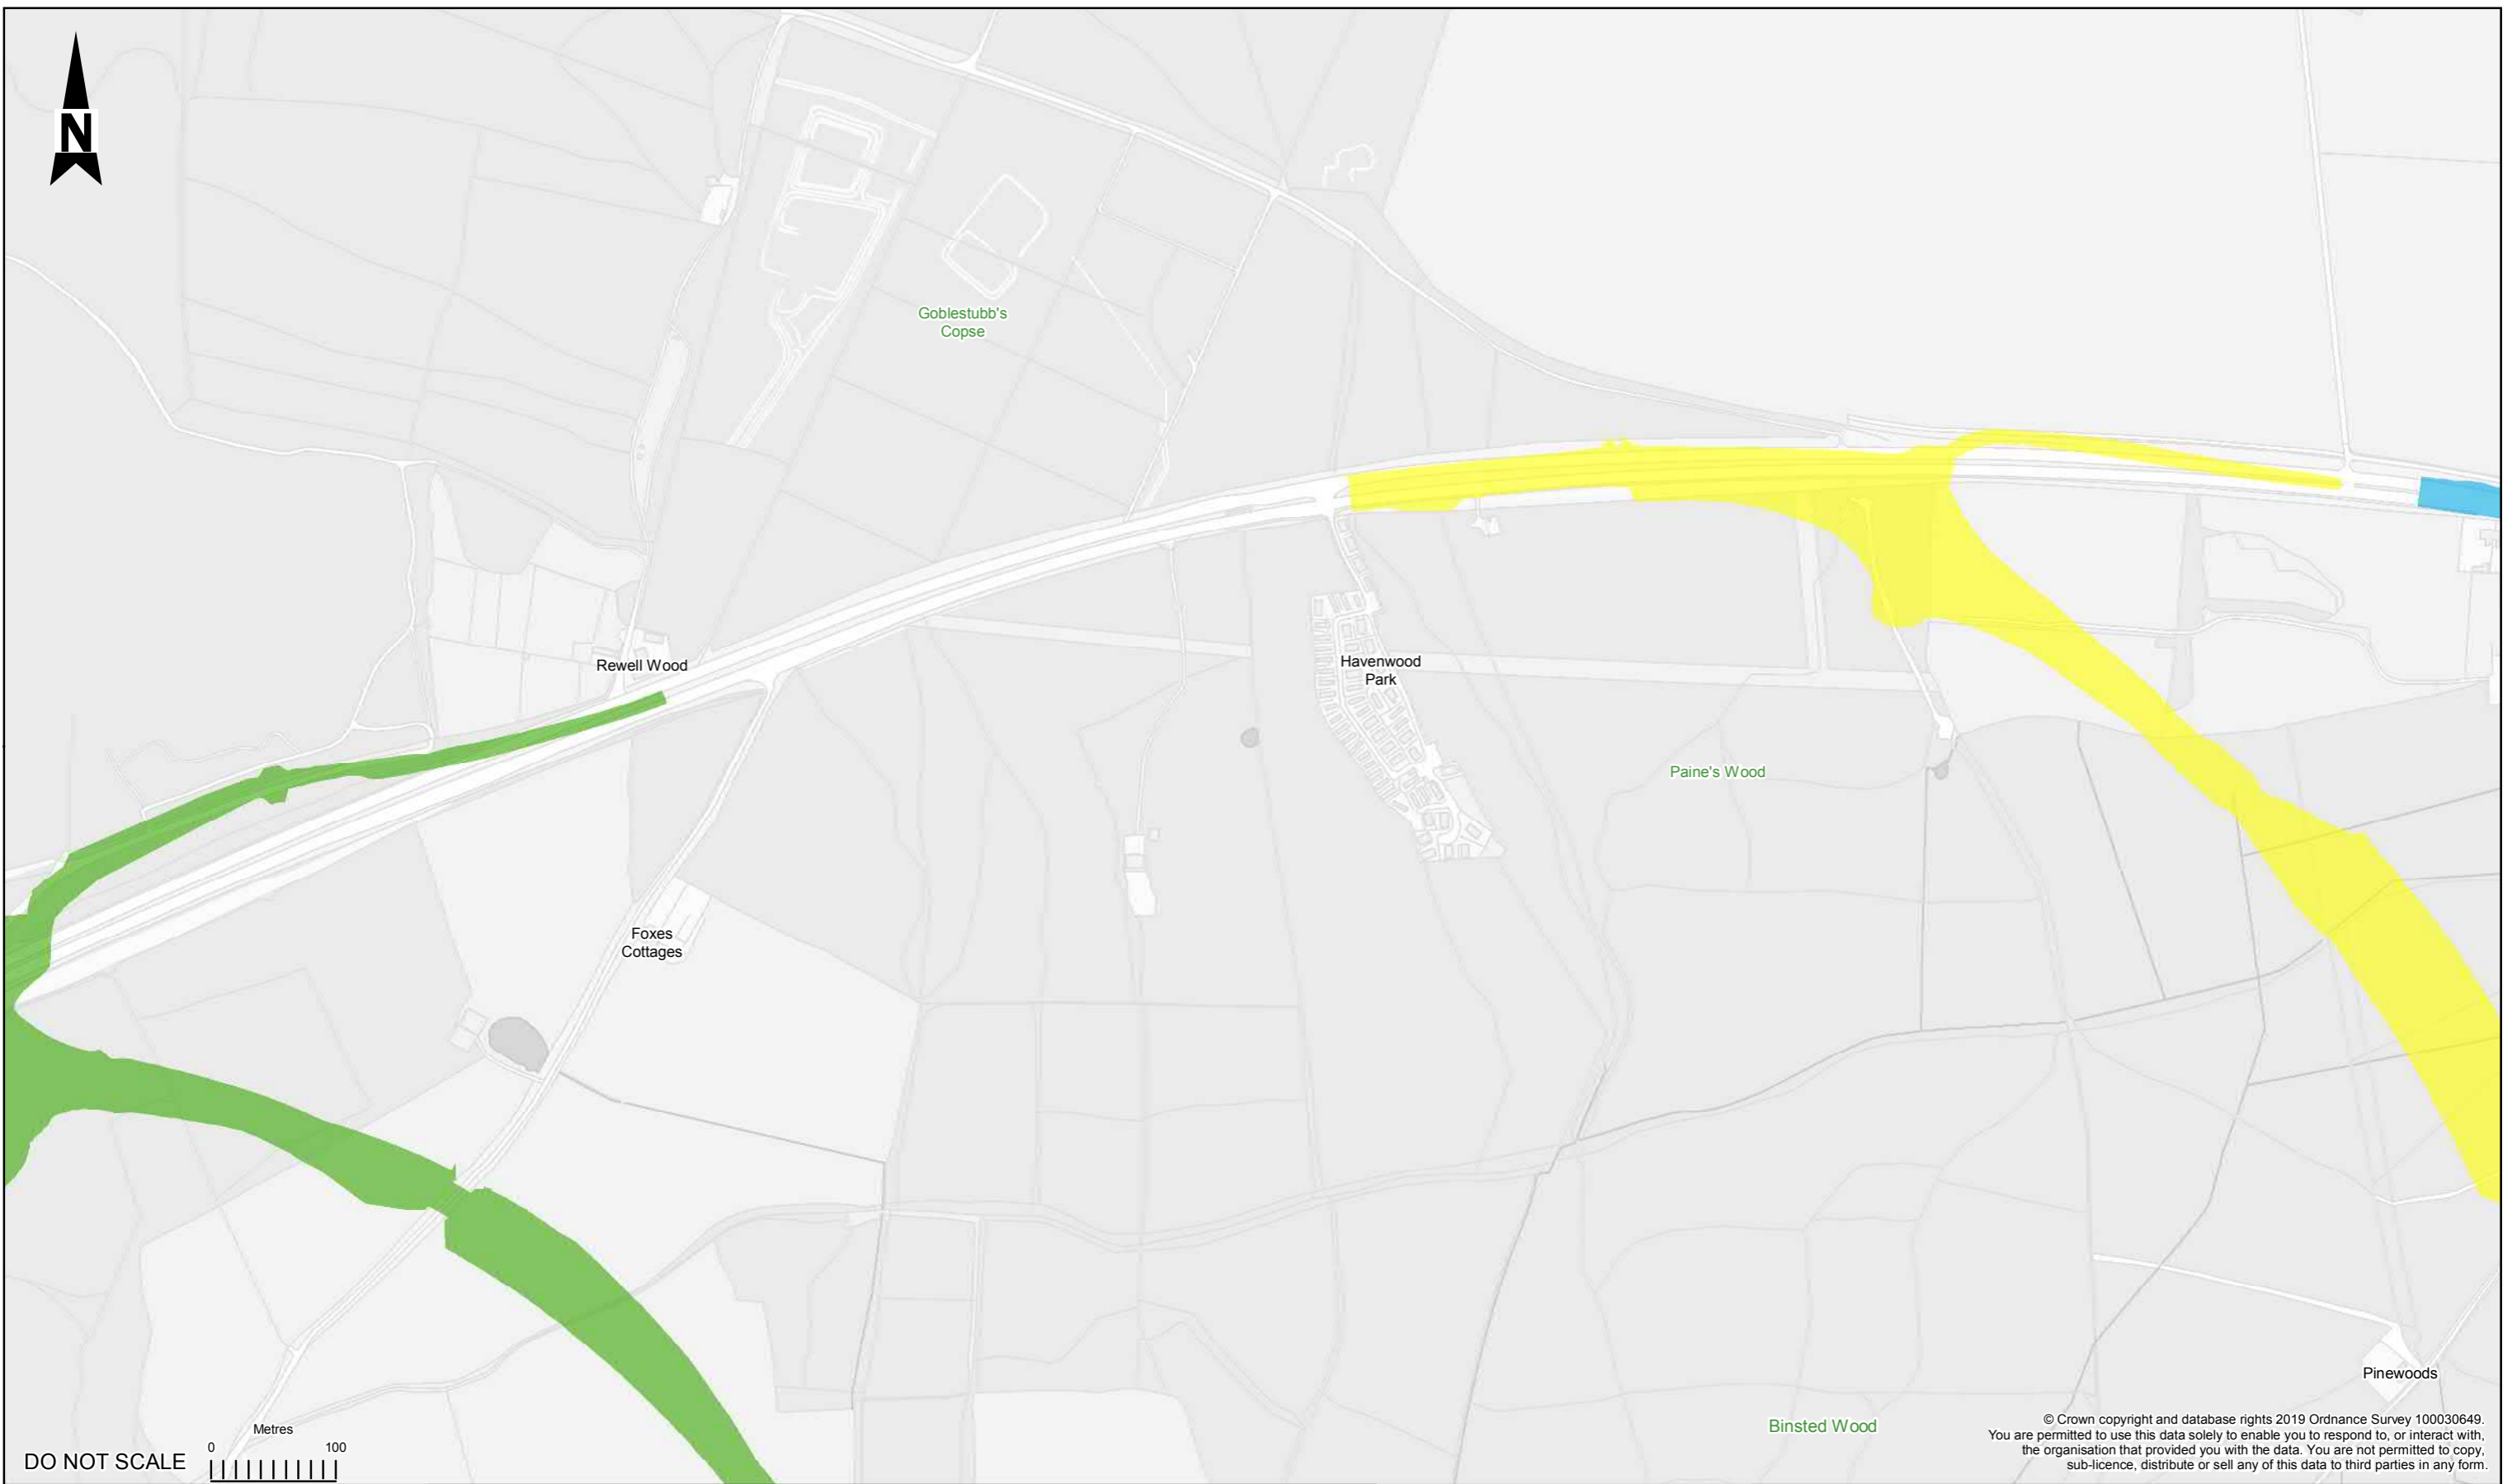 N
Goblestubb's
Copse
Rewell Wood
Havenwood
Park
Paine's Wood
Foxes
Cottages
Pinewoods
Binsted Wood
Metres
0 100
DO NOT SCALE
© Crown copyright and database rights 2019 Ordnance Survey 100030649.
You are permitted to use this data solely to enable you to respond to, or interact with,
the organisation that provided you with the data. You are not permitted to copy,
sub-licence, distribute or sell any of this data to third parties in any form.